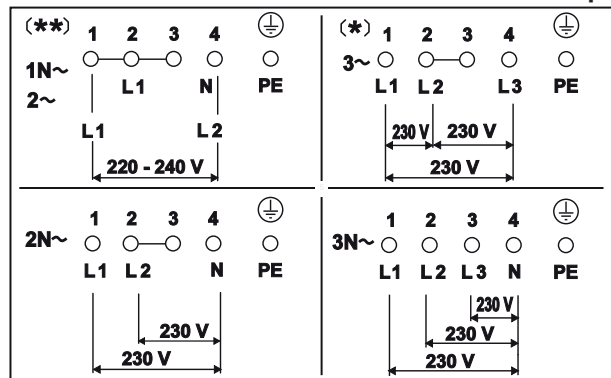 (**) 1 2 3 4
1N~
L1 N PE
2~
L1 L2
220 - 240 V
(*) 1 2 3 4
3~
L1 L2 L3 PE
230 V 230 V
230 V
1 2 3 4
2N~
L1 L2 N PE
230 V
230 V
1 2 3 4
3N~
L1 L2 L3 N PE
230 V
230 V
230 V